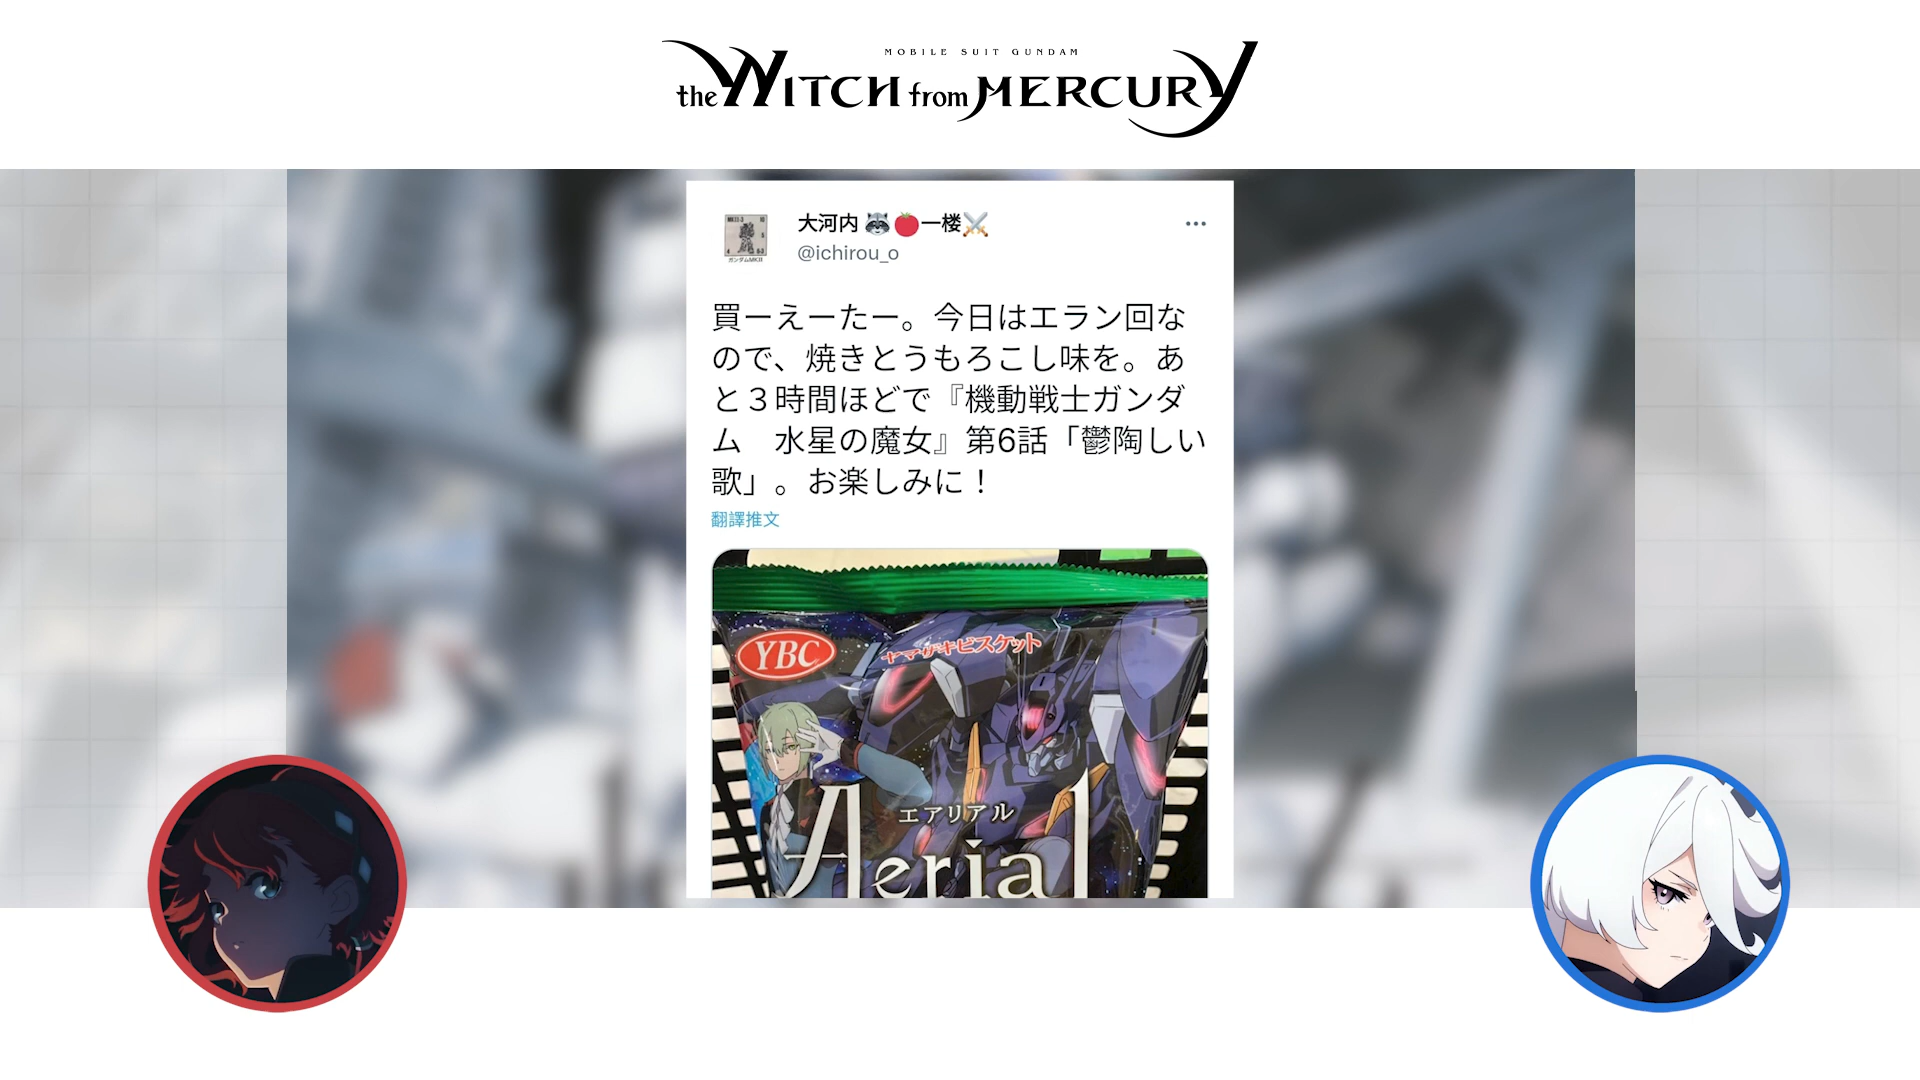 MOBILE SUIT GUNDAM
the WITCH from MERCURY
大河内🦝🍅一楼⚔️
@ichirou_o
買ーえーたー。今日はエラン回な
ので、焼きとうもろこし味を。あ
と３時間ほどで『機動戦士ガンダ
ム　水星の魔女』第6話「鬱陶しい
歌」。お楽しみに！
翻譯推文
YBC
ヤマザキビスケット
エアリアル
Aerial